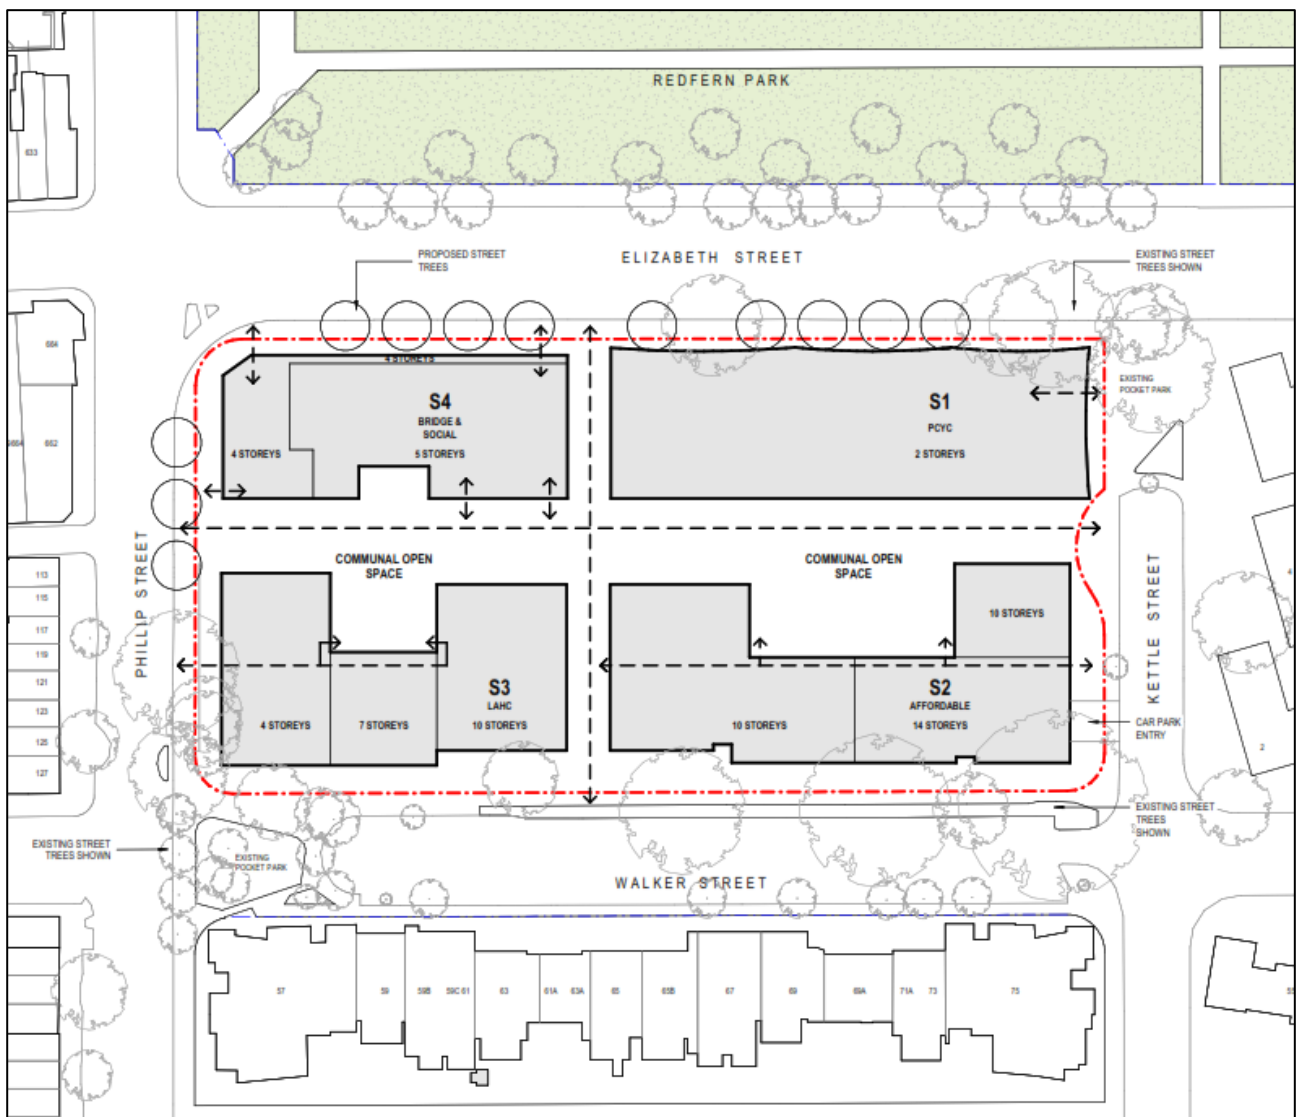 REDFERN PARK
633
PROPOSED STREET
TREES
ELIZABETH STREET
EXISTING STREET
TREES SHOWN
684
662
4 STOREYS
S4
BRIDGE &
SOCIAL
4 STOREYS
5 STOREYS
S1
PCYC
2 STOREYS
EXISTING
POCKET PARK
PHILLIP STREET
COMMUNAL OPEN
SPACE
COMMUNAL OPEN
SPACE
KETTLE STREET
113
115
117
119
121
123
125
127
10 STOREYS
S3
LAHC
4 STOREYS
7 STOREYS
10 STOREYS
S2
AFFORDABLE
10 STOREYS
14 STOREYS
CAR PARK
ENTRY
2
EXISTING STREET
TREES
SHOWN
EXISTING STREET
TREES SHOWN
EXISTING
POCKET PARK
WALKER STREET
57
59
59B
59C 61
63
61A
63A
65
65B
67
69
69A
71A
73
75